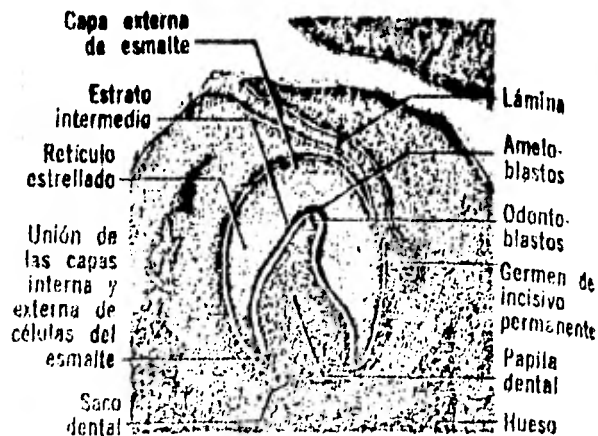 Capa externa
de esmalte
Estrato
intermedio
Retículo
estrellado
Unión de
las capas
interna y
externa de
células del
esmalte
Saco
dental
Lámina
Amelo-
blastos
Odonto-
blastos
Germen de
incisivo
permanente
Papila
dental
Hueso